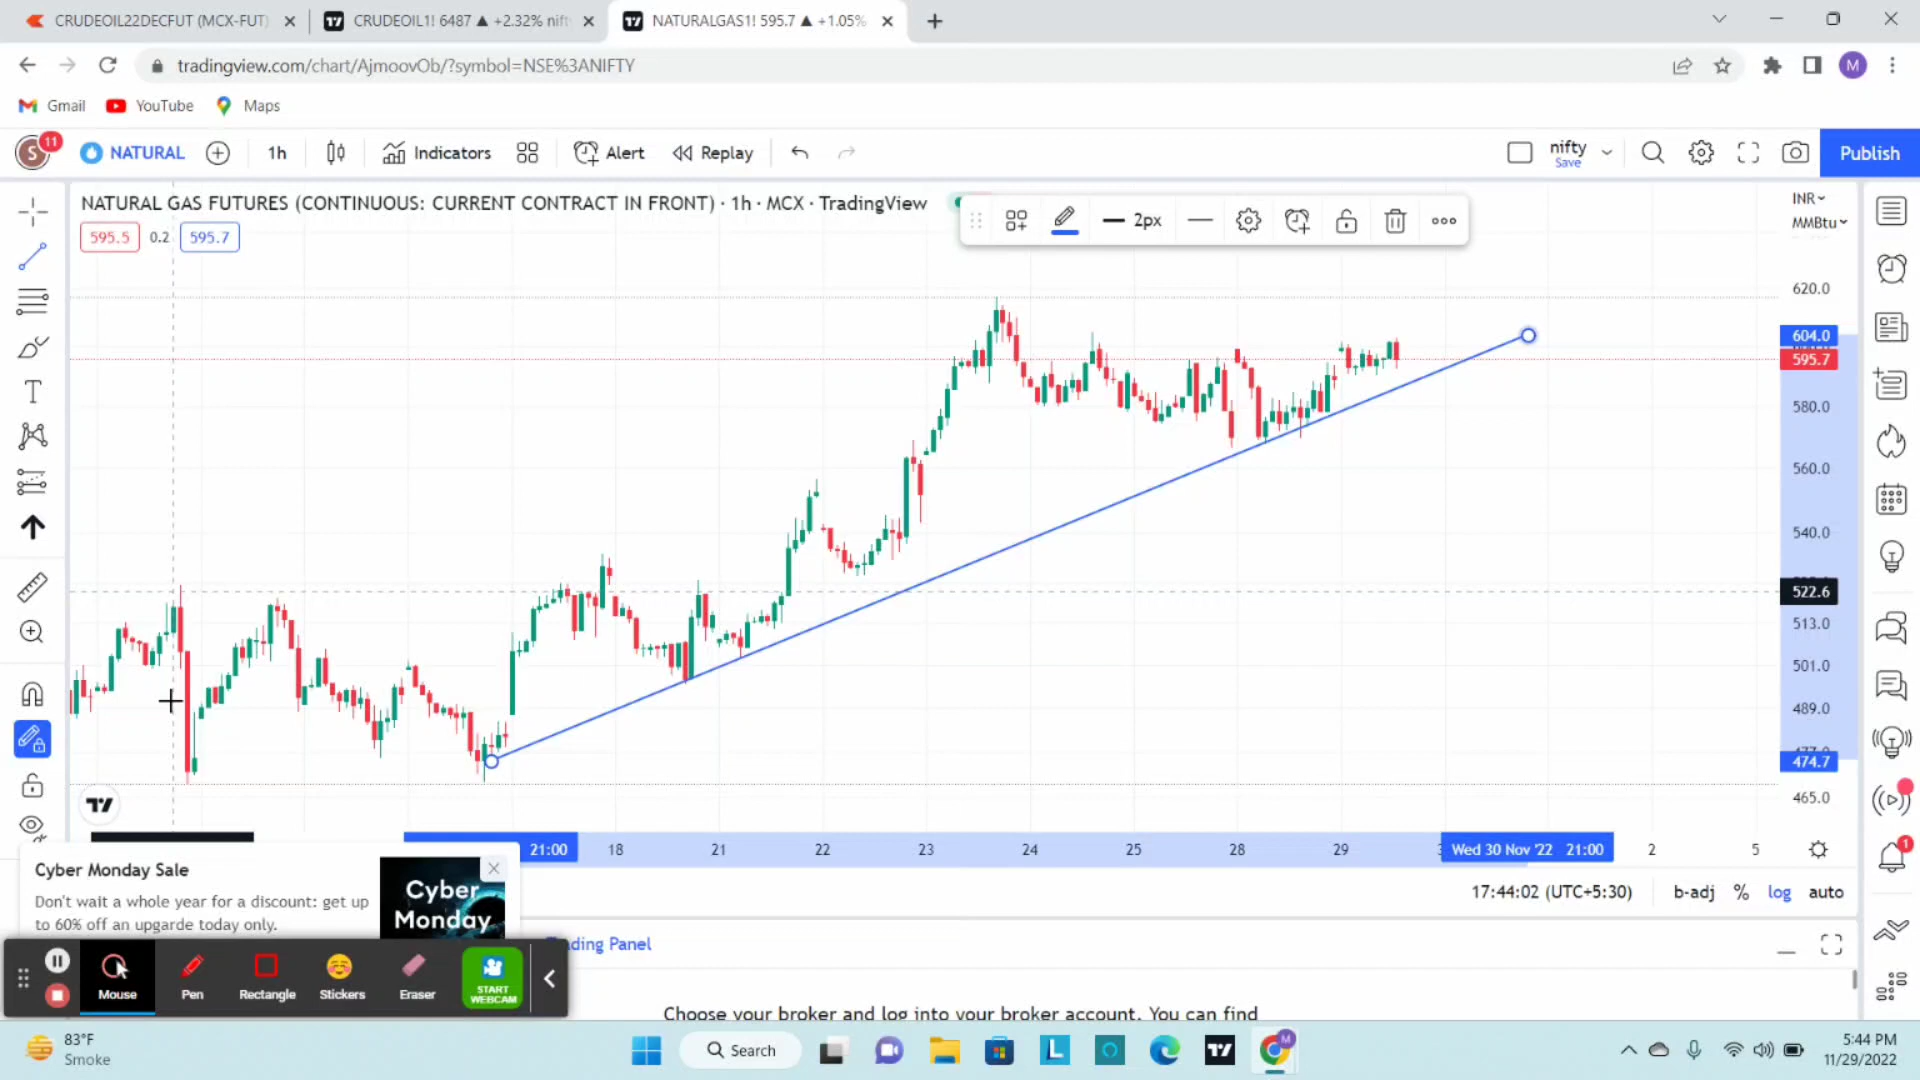 CRUDEOIL22DECFUT (MCX-FUT)
CRUDEOIL1! 6487 ▲ +2.32% nift
NATURALGAS1! 595.7 ▲ +1.05%
tradingview.com/chart/AjmoovOb/?symbol=NSE%3ANIFTY
M
Gmail
YouTube
Maps
S
11
NATURAL
1h
Indicators
Alert
Replay
nifty
Save
Publish
NATURAL GAS FUTURES (CONTINUOUS: CURRENT CONTRACT IN FRONT) · 1h · MCX · TradingView
595.5
0.2
595.7
2px
INR
MMBtu
620.0
604.0
595.7
580.0
560.0
540.0
522.6
513.0
501.0
489.0
474.7
465.0
21:00
18
21
22
23
24
25
28
29
Wed 30 Nov '22 21:00
2
5
17:44:02 (UTC+5:30)
b-adj
%
log
auto
1
Cyber Monday Sale
Don't wait a whole year for a discount: get up
to 60% off an upgarde today only.
Cyber
Monday
Mouse
Pen
Rectangle
Stickers
Eraser
START
WEBCAM
Trading Panel
Choose your broker and log into your broker account. You can find
83°F
Smoke
Search
L
M
5:44 PM
11/29/2022